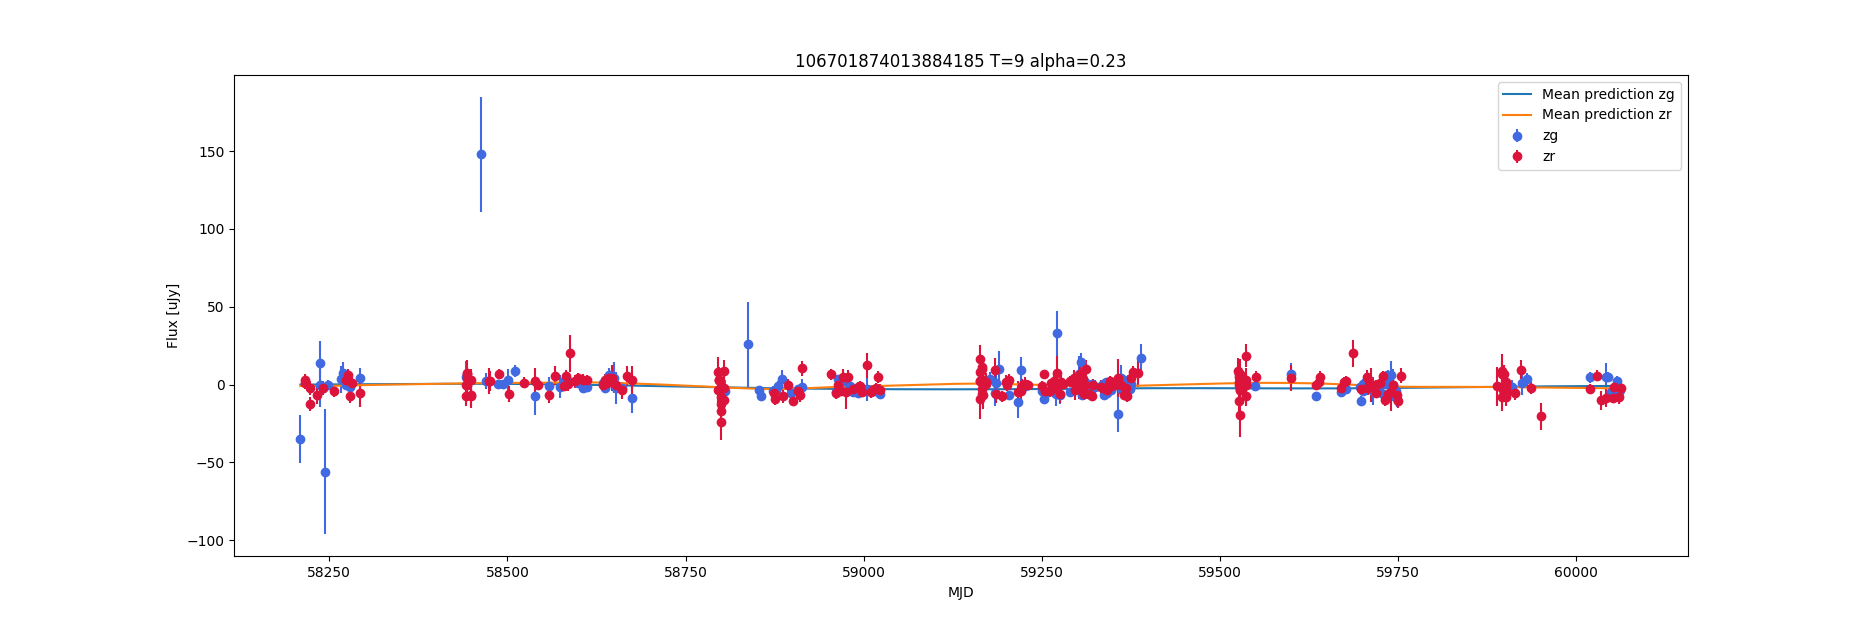 106701874013884185 T=9 alpha=0.23
Mean prediction zg
Mean prediction zr
zg
zr
150
100
50
0
−50
−100
Flux [uJy]
58250
58500
58750
59000
59250
59500
59750
60000
MJD